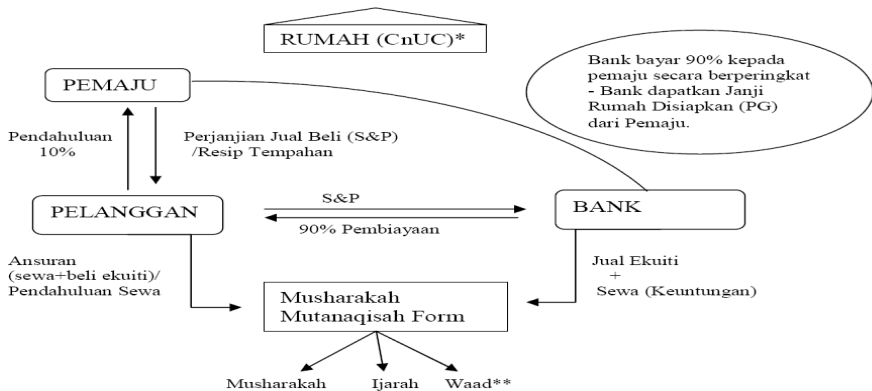 RUMAH (CnUC)*
Bank bayar 90% kepada
pemaju secara berperingkat
- Bank dapatkan Janji
Rumah Disiapkan (PG)
dari Pemaju.
PEMAJU
Pendahuluan
10%
Perjanjian Jual Beli (S&P)
/Resip Tempahan
PELANGGAN
S&P
90% Pembiayaan
BANK
Ansuran
(sewa+beli ekuiti)/
Pendahuluan Sewa
Jual Ekuiti
+
Sewa (Keuntungan)
Musharakah
Mutanaqisah Form
Musharakah
Ijarah
Waad**